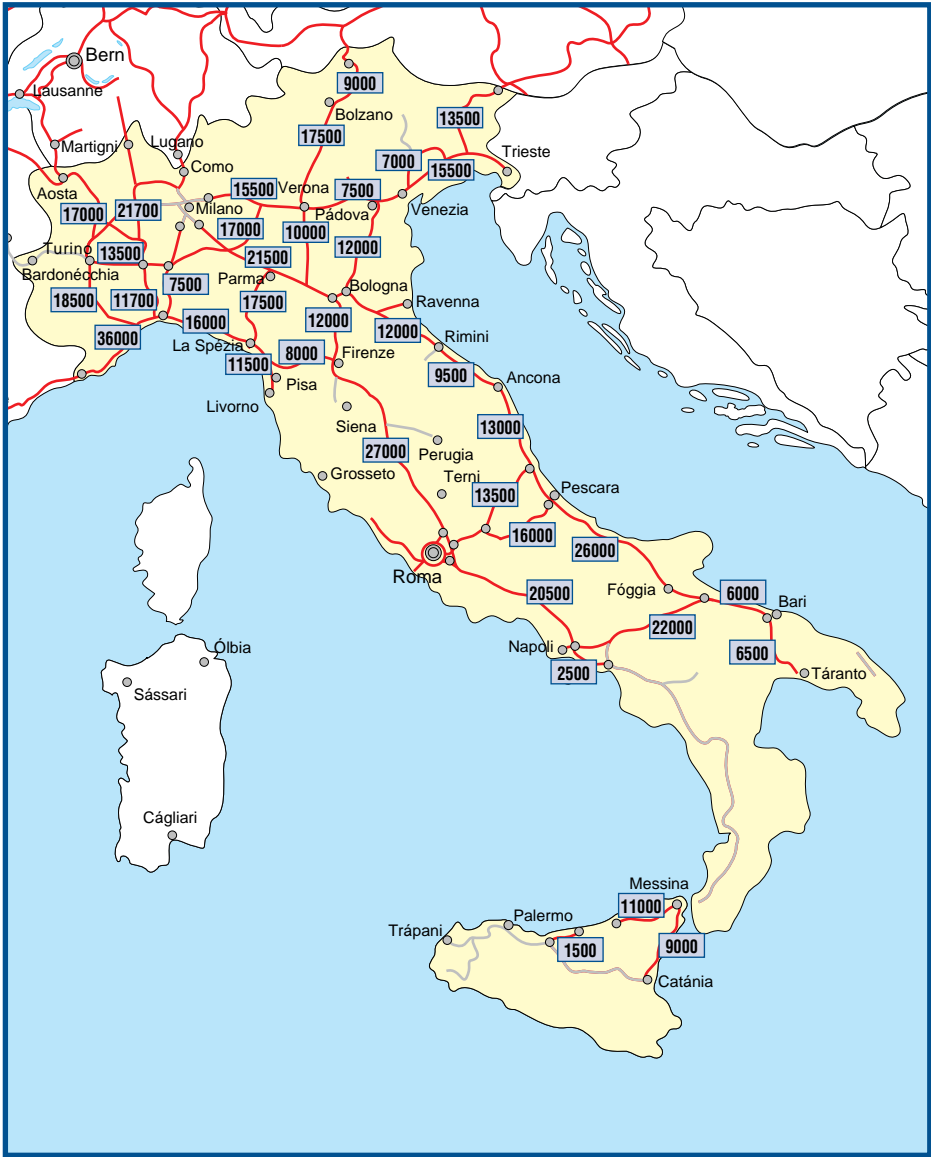 Bern
9000
Lausanne
Bolzano
13500
17500
Martigni
Lugano
Trieste
7000
Como
15500
Aosta
15500
Verona
7500
17000
21700
Milano
Pádova
Venezia
17000
10000
Turino
13500
21500
12000
Bardonécchia
7500
Parma
Bologna
18500
11700
17500
Ravenna
12000
16000
12000
36000
Rimini
La Spézia
8000
Firenze
11500
9500
Pisa
Ancona
Livorno
Siena
13000
27000
Perugia
Grosseto
Terni
13500
Pescara
16000
26000
Roma
20500
Fóggia
6000
Bari
22000
Napoli
6500
2500
Táranto
Ólbia
Sássari
Cágliari
Messina
11000
Palermo
Trápani
1500
9000
Catánia